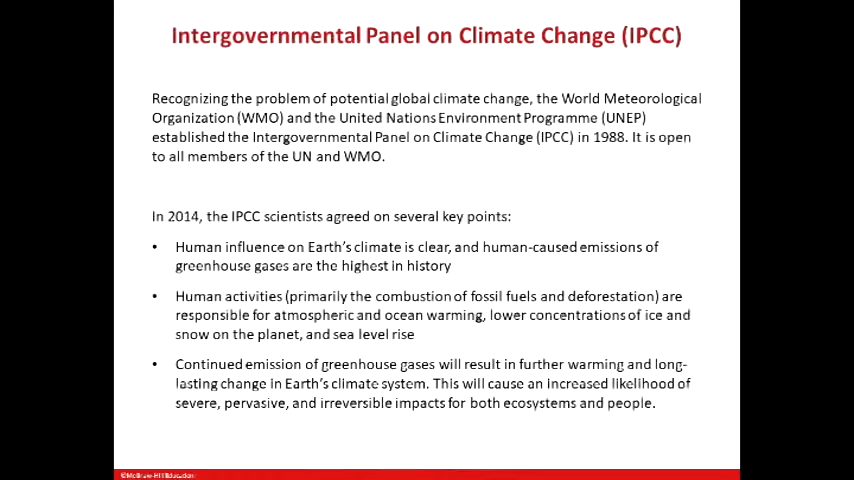 Intergovernmental Panel on Climate Change (IPCC)
Recognizing the problem of potential global climate change, the World Meteorological
Organization (WMO) and the United Nations Environment Programme (UNEP)
established the Intergovernmental Panel on Climate Change (IPCC) in 1988. It is open
to all members of the UN and WMO.
In 2014, the IPCC scientists agreed on several key points:
• Human influence on Earth's climate is clear, and human-caused emissions of
greenhouse gases are the highest in history
• Human activities (primarily the combustion of fossil fuels and deforestation) are
responsible for atmospheric and ocean warming, lower concentrations of ice and
snow on the planet, and sea level rise
• Continued emission of greenhouse gases will result in further warming and long-
lasting change in Earth's climate system. This will cause an increased likelihood of
severe, pervasive, and irreversible impacts for both ecosystems and people.
©McGraw-Hill Education